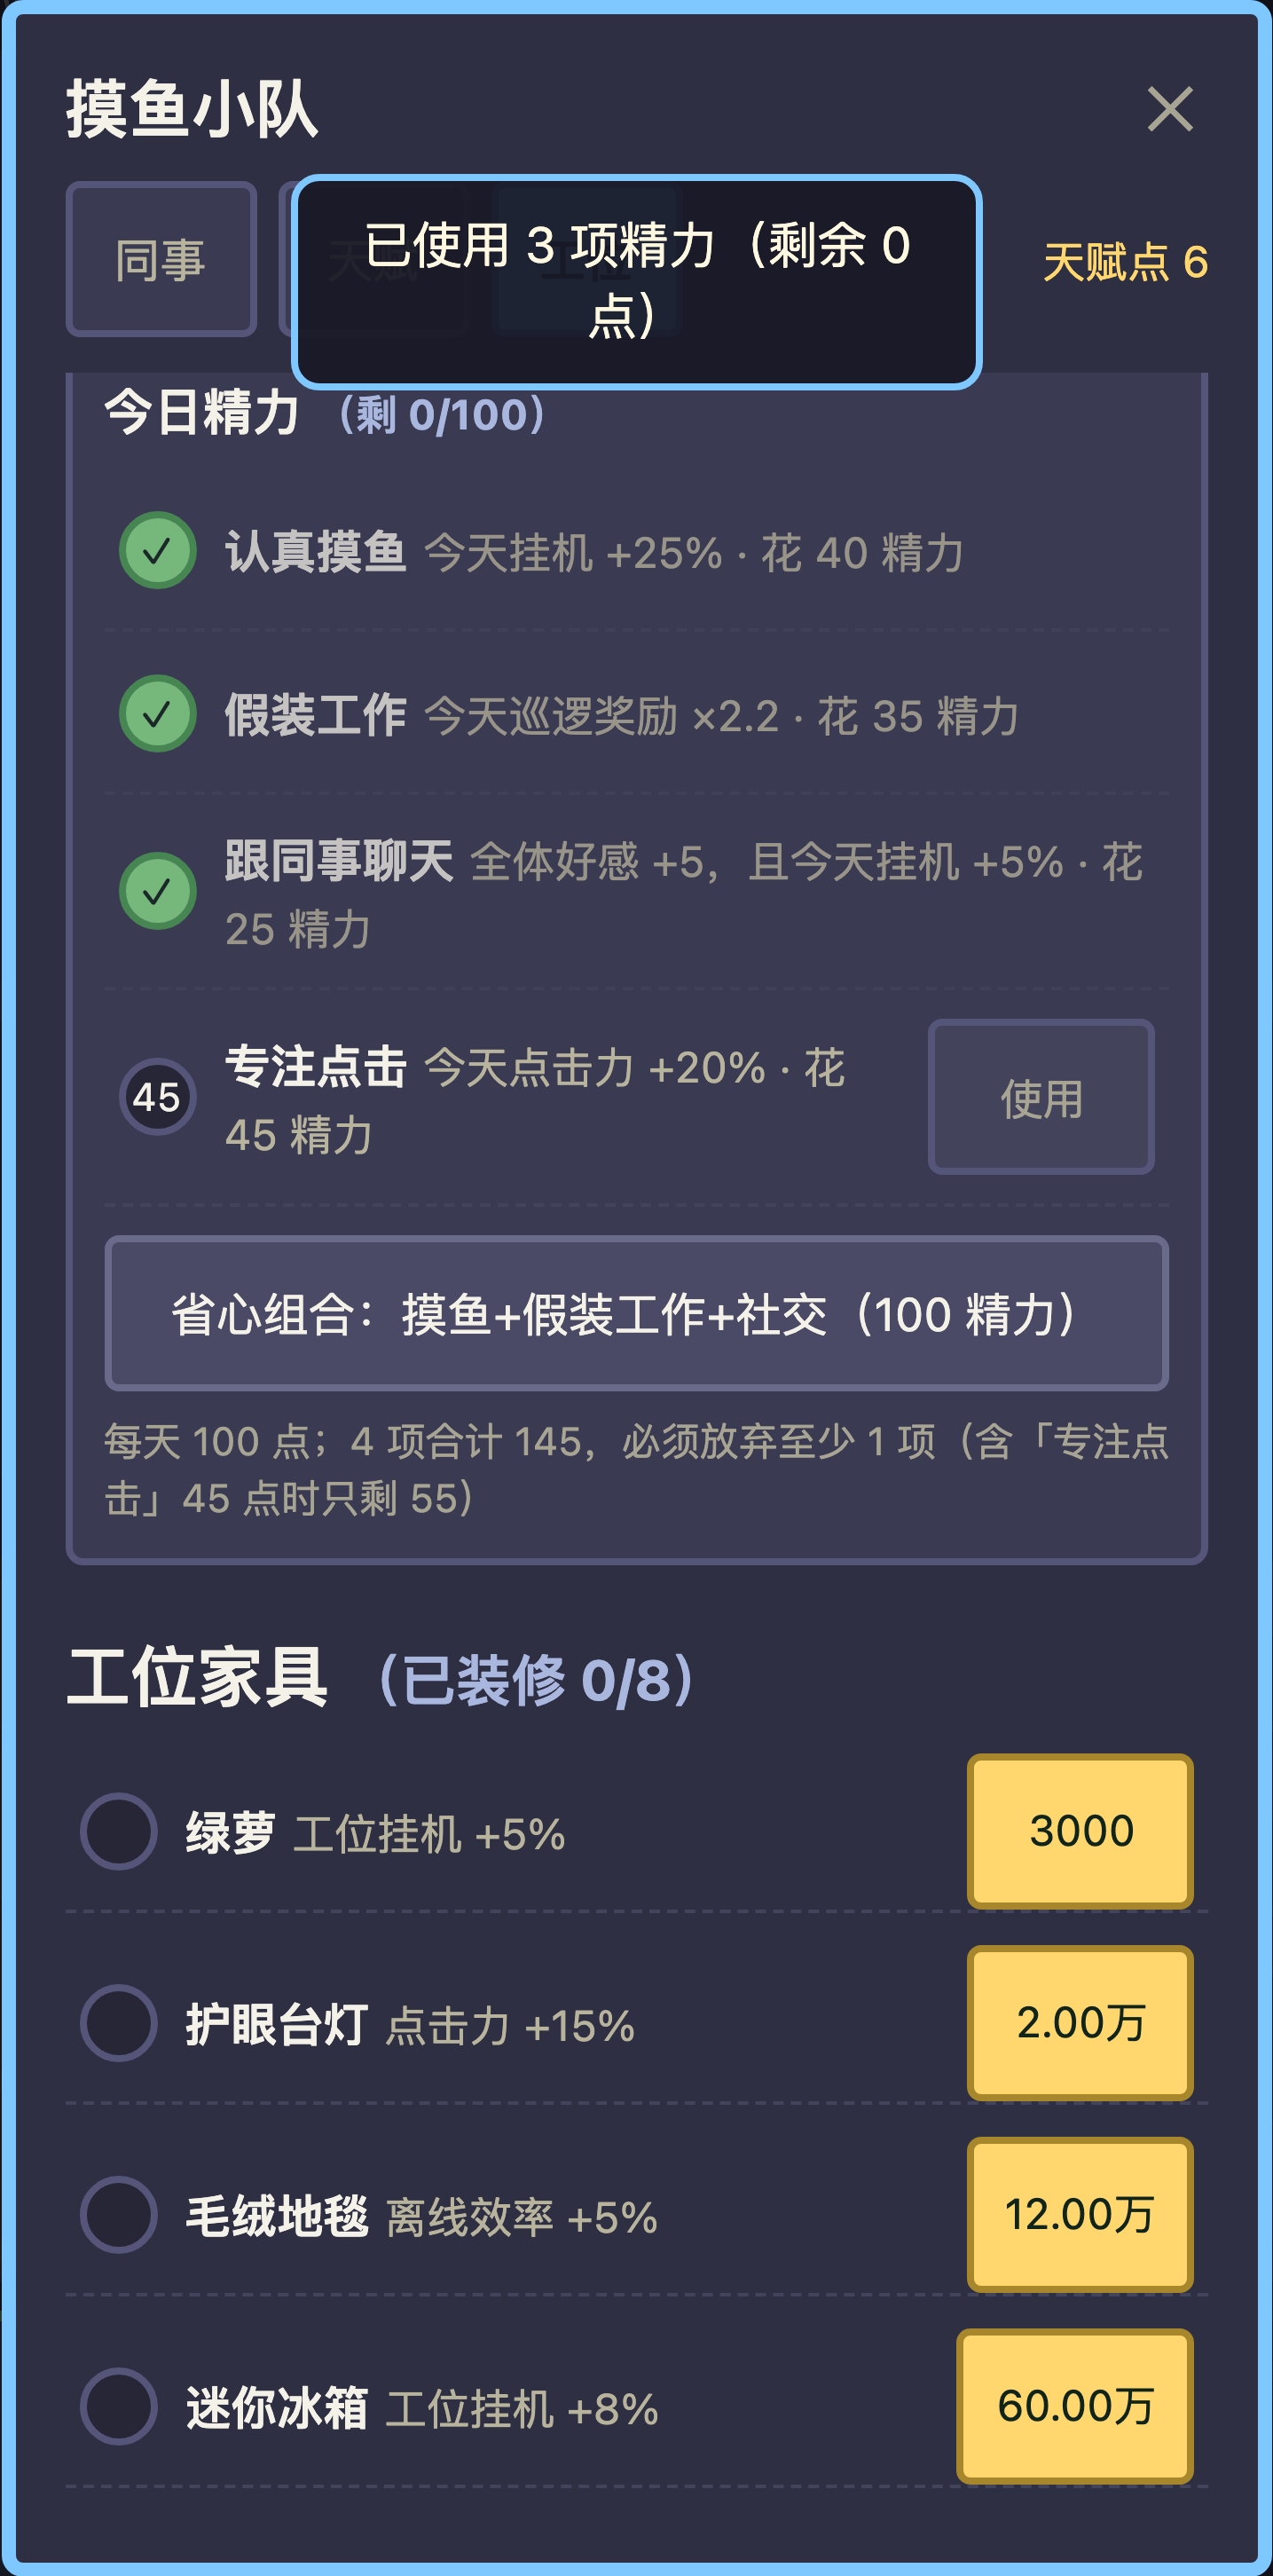 摸鱼小队
同事
天赋
工位
天赋点 6
已使用 3 项精力（剩余 0
点）
今日精力（剩 0/100）
认真摸鱼 今天挂机 +25% · 花 40 精力
假装工作 今天巡逻奖励 ×2.2 · 花 35 精力
跟同事聊天 全体好感 +5，且今天挂机 +5% · 花
25 精力
45
专注点击 今天点击力 +20% · 花
45 精力
使用
省心组合：摸鱼+假装工作+社交（100 精力）
每天 100 点；4 项合计 145，必须放弃至少 1 项（含「专注点
击」45 点时只剩 55）
工位家具（已装修 0/8）
绿萝 工位挂机 +5%
3000
护眼台灯 点击力 +15%
2.00万
毛绒地毯 离线效率 +5%
12.00万
迷你冰箱 工位挂机 +8%
60.00万